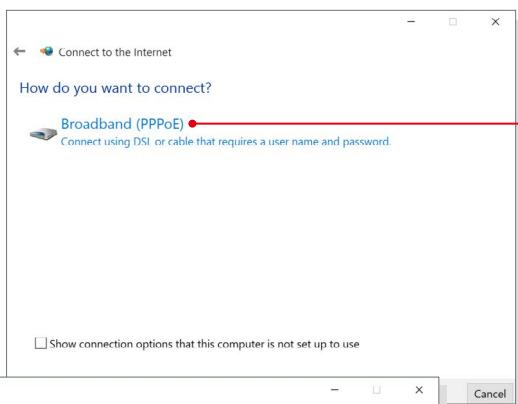 Connect to the Internet
How do you want to connect?
Broadband (PPPoE)
Connect using DSL or cable that requires a user name and password.
Show connection options that this computer is not set up to use
Cancel